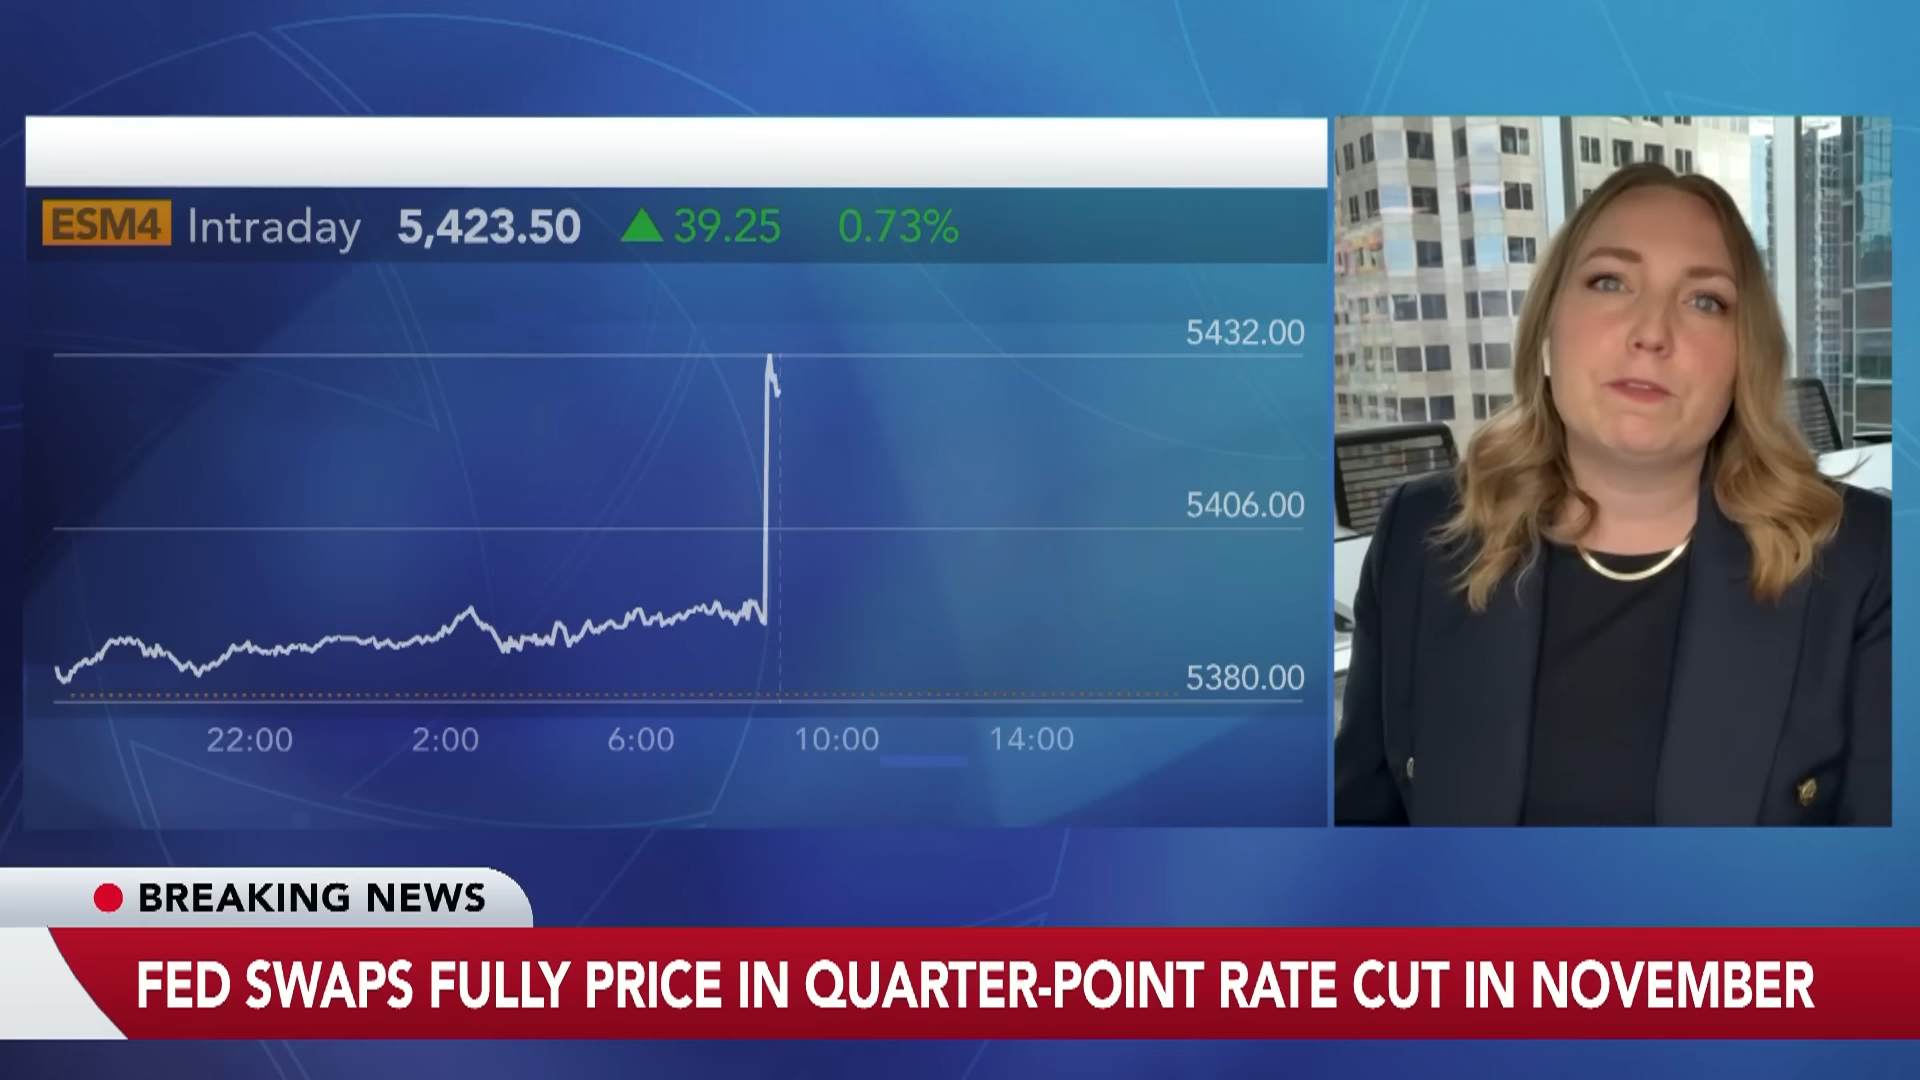 ESM4 Intraday 5,423.50 39.25 0.73%
5432.00
5406.00
5380.00
22:00 2:00 6:00 10:00 14:00
BREAKING NEWS
FED SWAPS FULLY PRICE IN QUARTER-POINT RATE CUT IN NOVEMBER